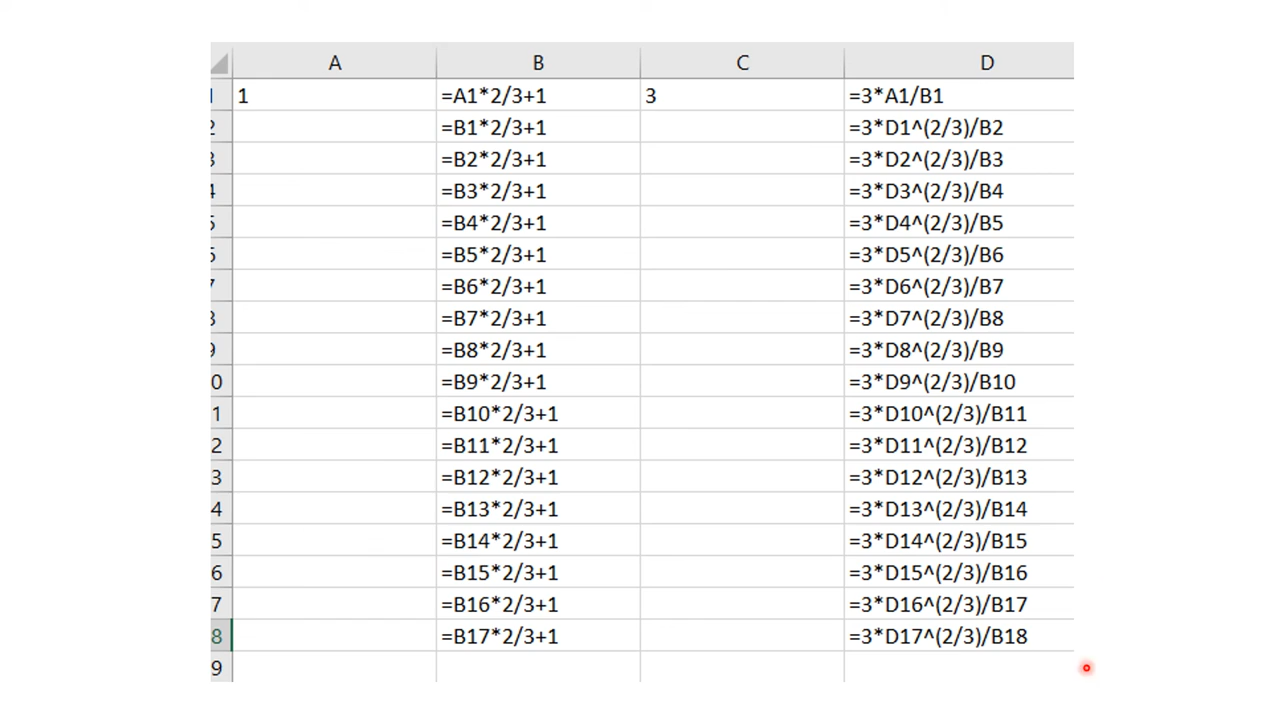 A B C D
1 1 =A1*2/3+1 3 =3*A1/B1
2 =B1*2/3+1 =3*D1^(2/3)/B2
3 =B2*2/3+1 =3*D2^(2/3)/B3
4 =B3*2/3+1 =3*D3^(2/3)/B4
5 =B4*2/3+1 =3*D4^(2/3)/B5
6 =B5*2/3+1 =3*D5^(2/3)/B6
7 =B6*2/3+1 =3*D6^(2/3)/B7
8 =B7*2/3+1 =3*D7^(2/3)/B8
9 =B8*2/3+1 =3*D8^(2/3)/B9
0 =B9*2/3+1 =3*D9^(2/3)/B10
1 =B10*2/3+1 =3*D10^(2/3)/B11
2 =B11*2/3+1 =3*D11^(2/3)/B12
3 =B12*2/3+1 =3*D12^(2/3)/B13
4 =B13*2/3+1 =3*D13^(2/3)/B14
5 =B14*2/3+1 =3*D14^(2/3)/B15
6 =B15*2/3+1 =3*D15^(2/3)/B16
7 =B16*2/3+1 =3*D16^(2/3)/B17
8 =B17*2/3+1 =3*D17^(2/3)/B18
9